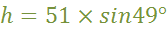 h = 51 × sin49°